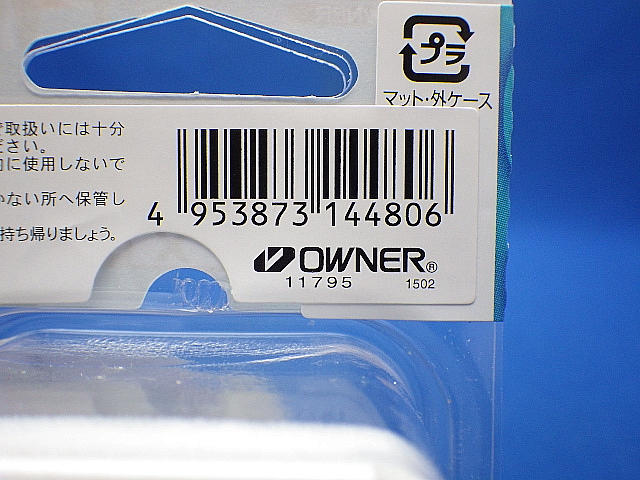 プラ
マット・外ケース
取扱いには十分
ださい。
に使用しないで
ない所へ保管し
持ち帰りましょう。
4 953873 144806
OWNER®
11795 1502